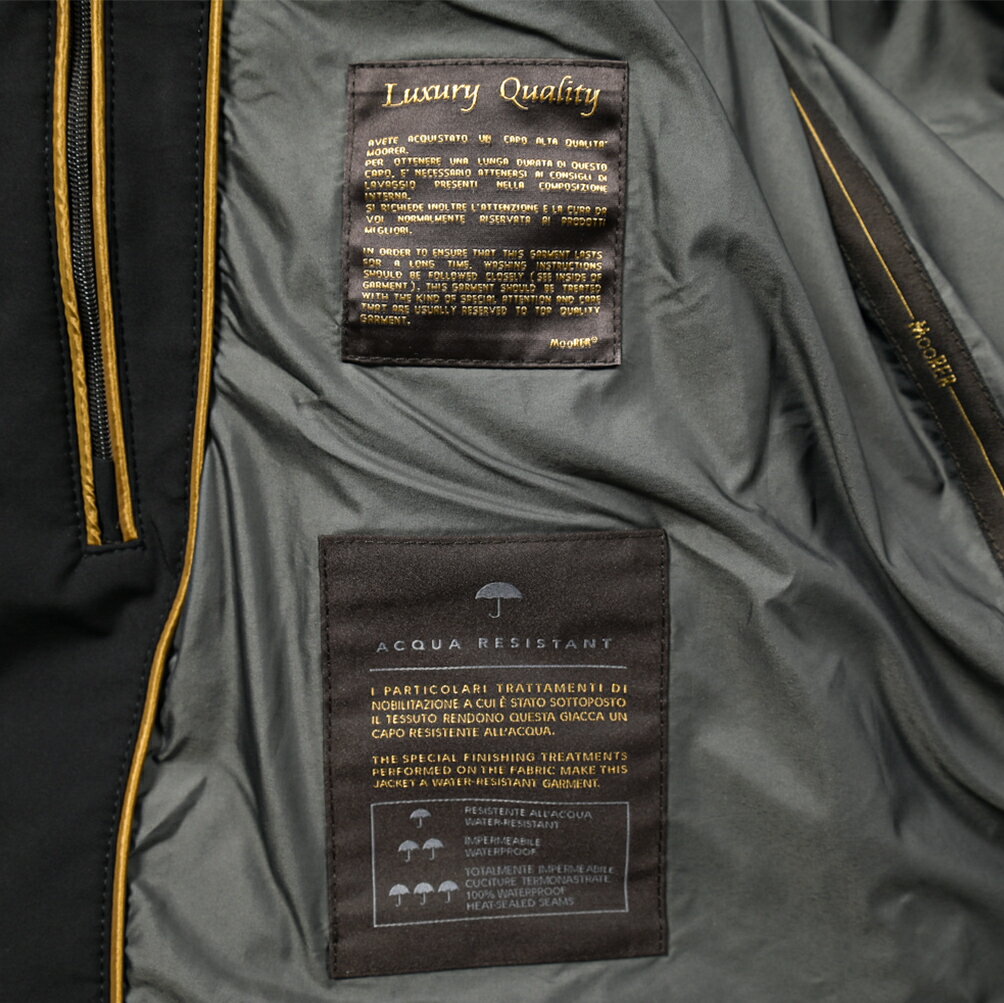 Luxury Quality
AVETE ACQUISTATO UN CAPO ALTA QUALITA'
MOORER.
PER OTTENERE UNA LUNGA DURATA DI QUESTO
CAPO, E' NECESSARIO ATTENERSI AI CONSIGLI DI
LAVAGGIO PRESENTI NELLA COMPOSIZIONE
INTERNA.
SI RICHIEDE INOLTRE L'ATTENZIONE E LA CURA DA
VOI NORMALMENTE RISERVATA AI PRODOTTI
MIGLIORI.
IN ORDER TO ENSURE THAT THIS GARMENT LASTS
FOR A LONG TIME, WASHING INSTRUCTIONS
SHOULD BE FOLLOWED CLOSELY (SEE INSIDE OF
GARMENT). THIS GARMENT SHOULD BE TREATED
WITH THE KIND OF SPECIAL ATTENTION AND CARE
THAT ARE USUALLY RESERVED TO TOP QUALITY
GARMENT.
MOORER®
MOORER
ACQUA RESISTANT
I PARTICOLARI TRATTAMENTI DI
NOBILITAZIONE A CUI È STATO SOTTOPOSTO
IL TESSUTO RENDONO QUESTA GIACCA UN
CAPO RESISTENTE ALL'ACQUA.
THE SPECIAL FINISHING TREATMENTS
PERFORMED ON THE FABRIC MAKE THIS
JACKET A WATER-RESISTANT GARMENT.
RESISTENTE ALL'ACQUA
WATER-RESISTANT
IMPERMEABILE
WATERPROOF
TOTALMENTE IMPERMEABILE
CUCITURE TERMONASTRATE
100% WATERPROOF
HEAT-SEALED SEAMS